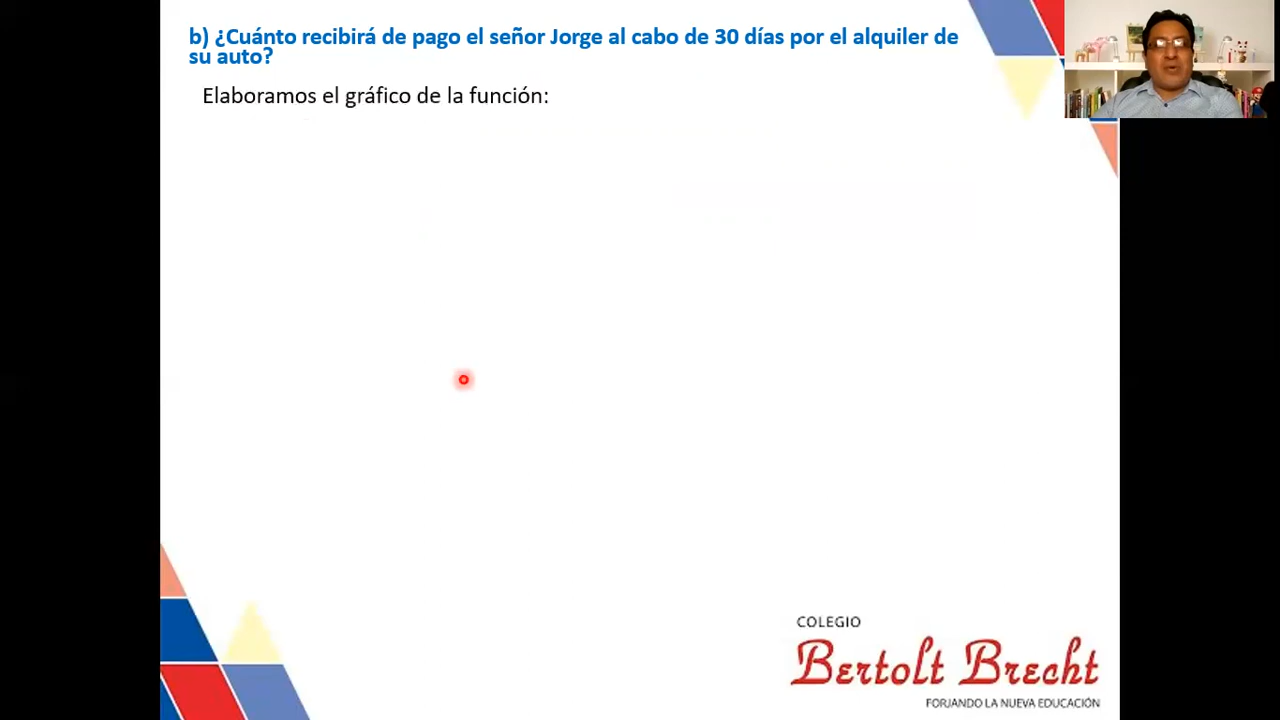 b) ¿Cuánto recibirá de pago el señor Jorge al cabo de 30 días por el alquiler de
su auto?
Elaboramos el gráfico de la función:
COLEGIO
Bertolt Brecht
FORJANDO LA NUEVA EDUCACIÓN